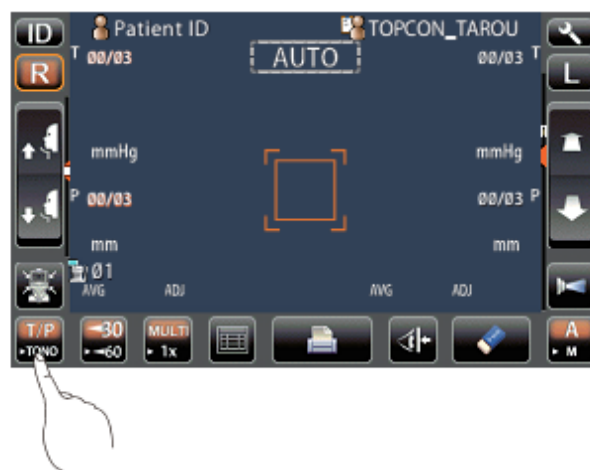 ID Patient ID TOPCON_TAROU
T 00/03 AUTO 00/03 T
R L
mmHg mmHg
P 00/03 00/03 P
mm mm
01
AVG ADJ AVG ADJ
T/P 30 MULTI A
TONO 60 1x M